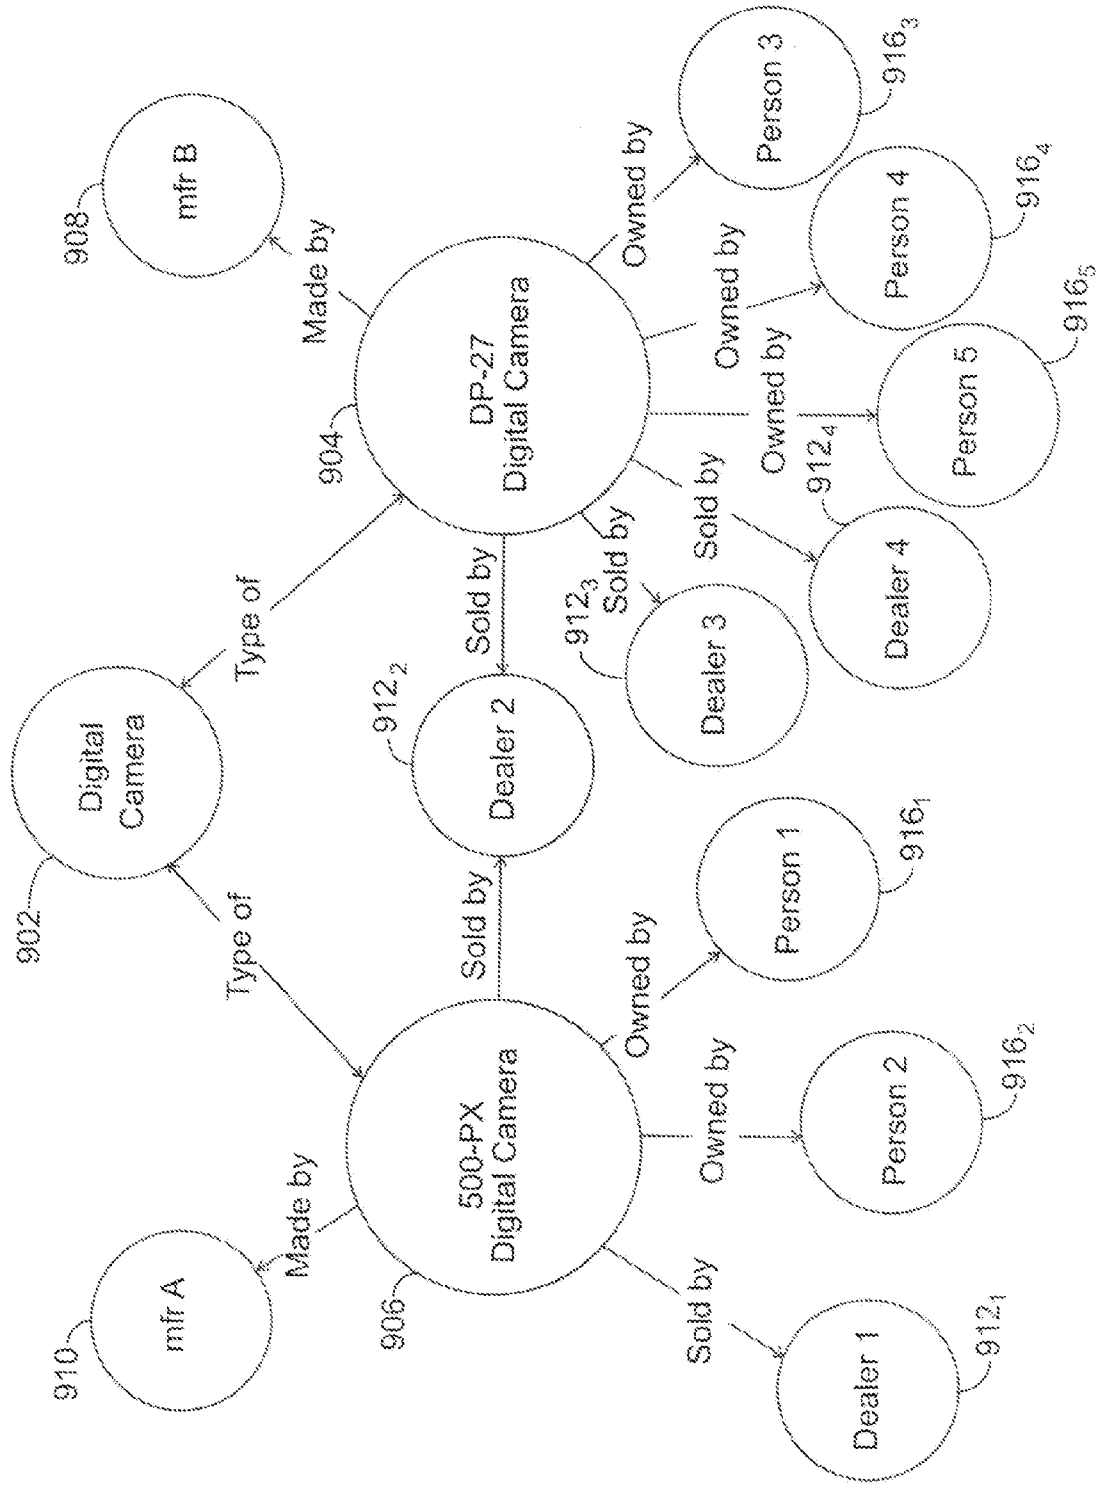 902
Digital
Camera
Type of
Type of
910
mfr A
Made by
908
mfr B
Made by
906
500-PX
Digital Camera
904
DP-27
Digital Camera
Sold by
912₂
Dealer 2
Sold by
Sold by
Dealer 1
912₁
Owned by
Person 2
916₂
Owned by
Person 1
916₁
Sold by
912₃
Dealer 3
Sold by
912₄
Dealer 4
Owned by
Person 5
916₅
Owned by
Person 4
916₄
Owned by
Person 3
916₃